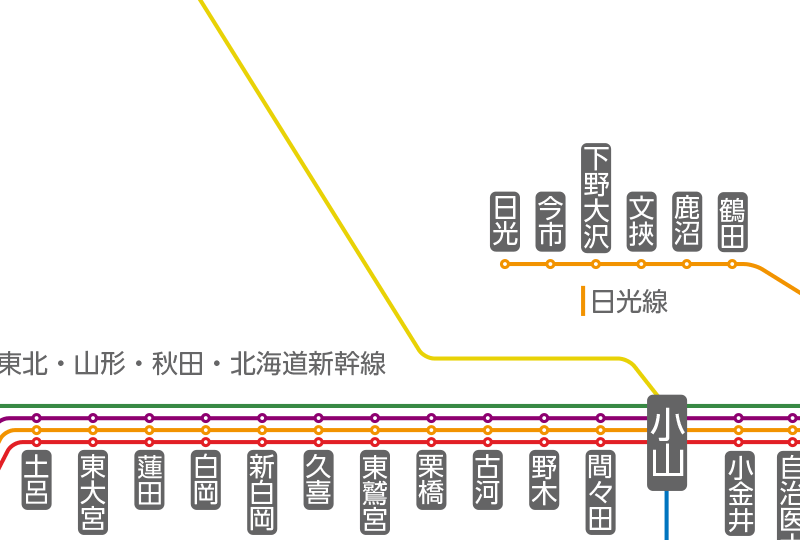 日光
今市
下野大沢
文挾
鹿沼
鶴田
日光線
東北・山形・秋田・北海道新幹線
土呂
東大宮
蓮田
白岡
新白岡
久喜
東鷲宮
栗橋
古河
野木
間々田
小山
小金井
自治医